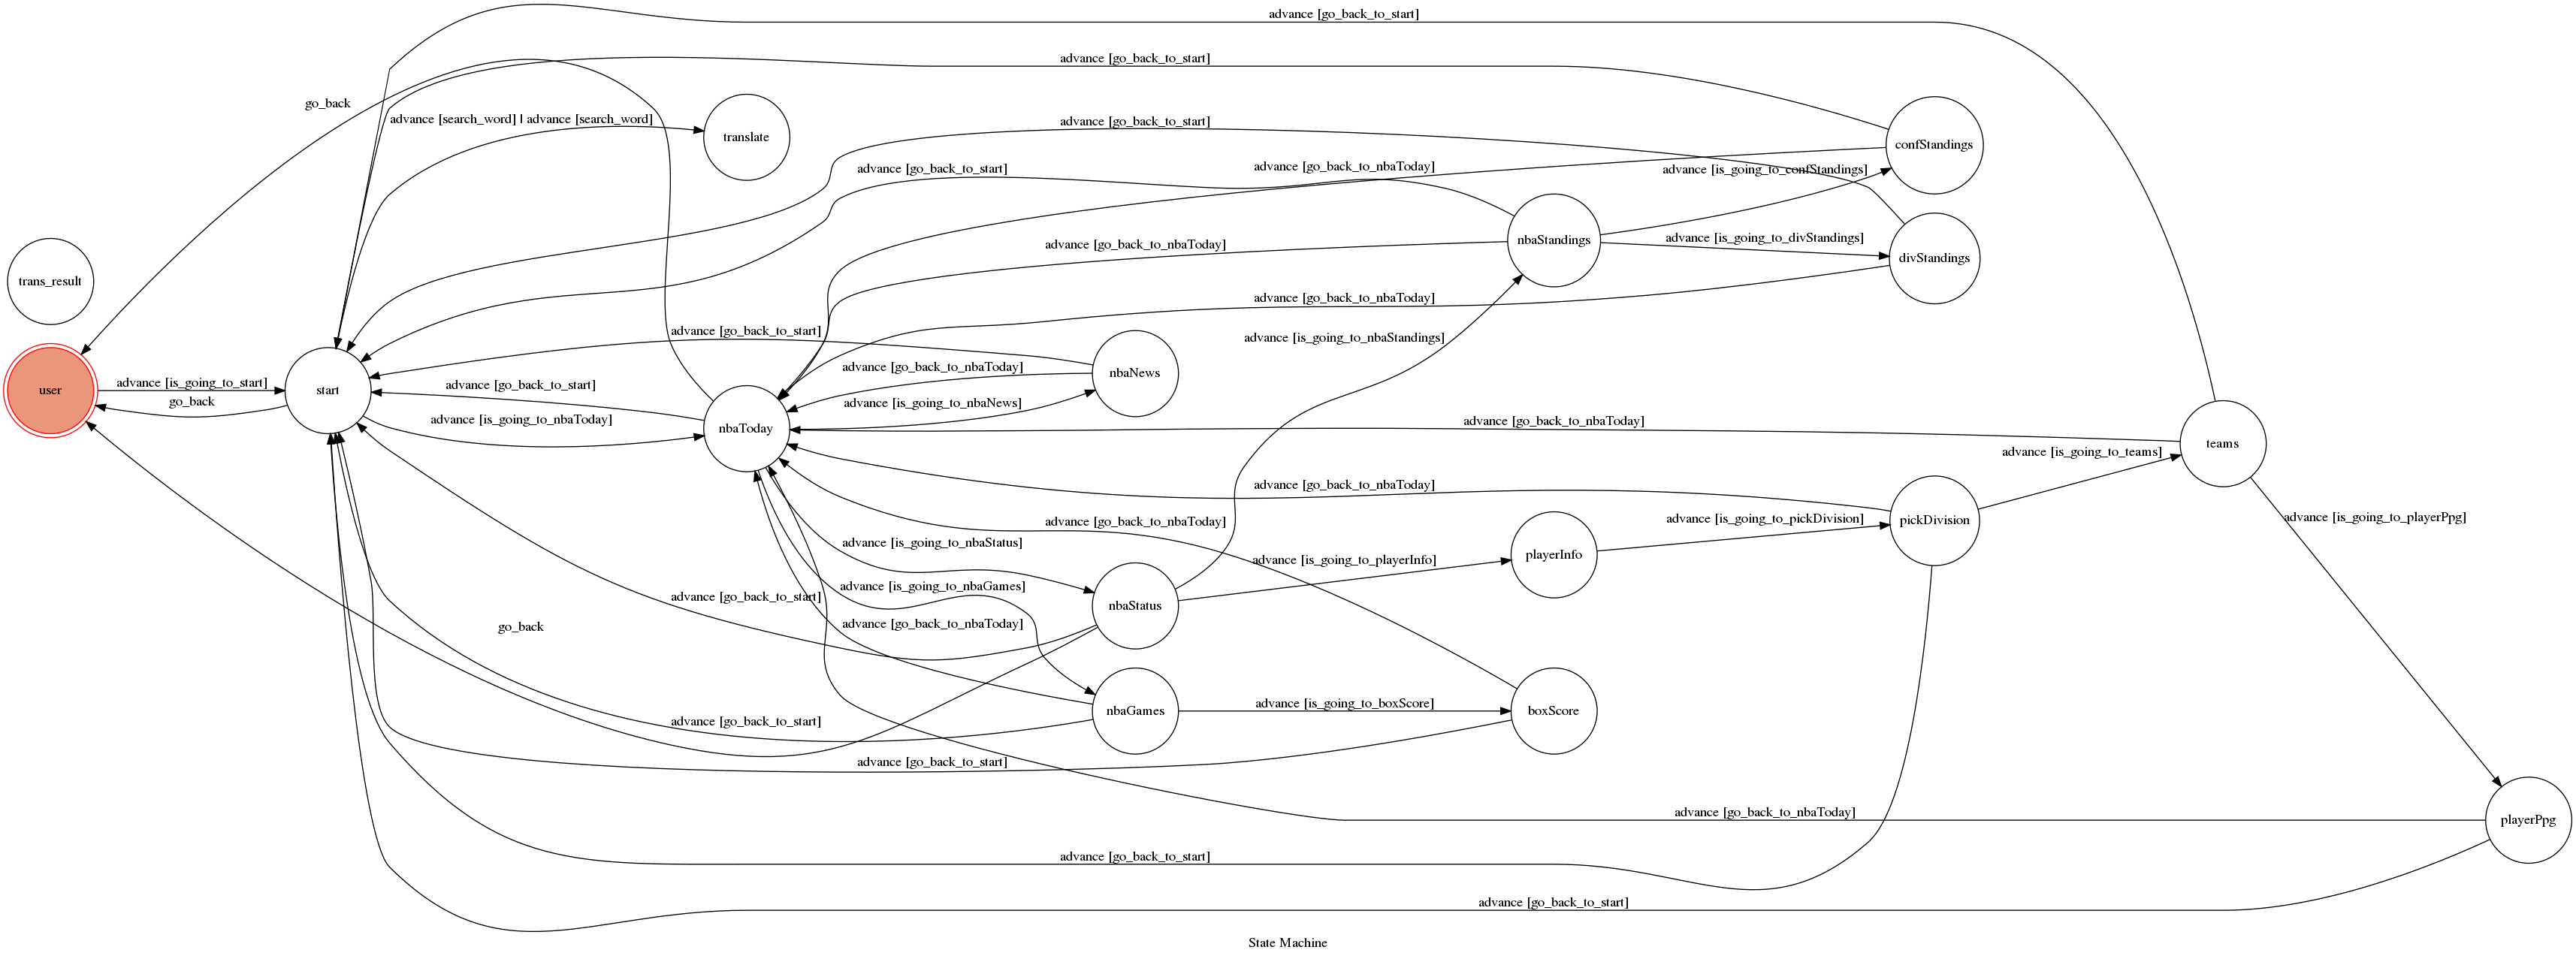 advance [go_back_to_start]
advance [go_back_to_start]
go_back
advance [search_word] | advance [search_word]
advance [go_back_to_start]
translate
confStandings
advance [go_back_to_start]
advance [go_back_to_nbaToday]
advance [is_going_to_confStandings]
nbaStandings
advance [is_going_to_divStandings]
advance [go_back_to_nbaToday]
divStandings
trans_result
advance [go_back_to_nbaToday]
advance [go_back_to_start]
advance [is_going_to_nbaStandings]
advance [go_back_to_nbaToday]
nbaNews
advance [is_going_to_start]
user
start
advance [go_back_to_start]
go_back
advance [is_going_to_nbaNews]
advance [is_going_to_nbaToday]
nbaToday
advance [go_back_to_nbaToday]
teams
advance [is_going_to_teams]
advance [go_back_to_nbaToday]
advance [is_going_to_playerPpg]
advance [go_back_to_nbaToday]
advance [is_going_to_pickDivision]
pickDivision
advance [is_going_to_nbaStatus]
advance [is_going_to_playerInfo]
playerInfo
advance [is_going_to_nbaGames]
advance [go_back_to_start]
nbaStatus
go_back
advance [go_back_to_nbaToday]
advance [is_going_to_boxScore]
nbaGames
boxScore
advance [go_back_to_start]
advance [go_back_to_start]
advance [go_back_to_nbaToday]
playerPpg
advance [go_back_to_start]
advance [go_back_to_start]
State Machine